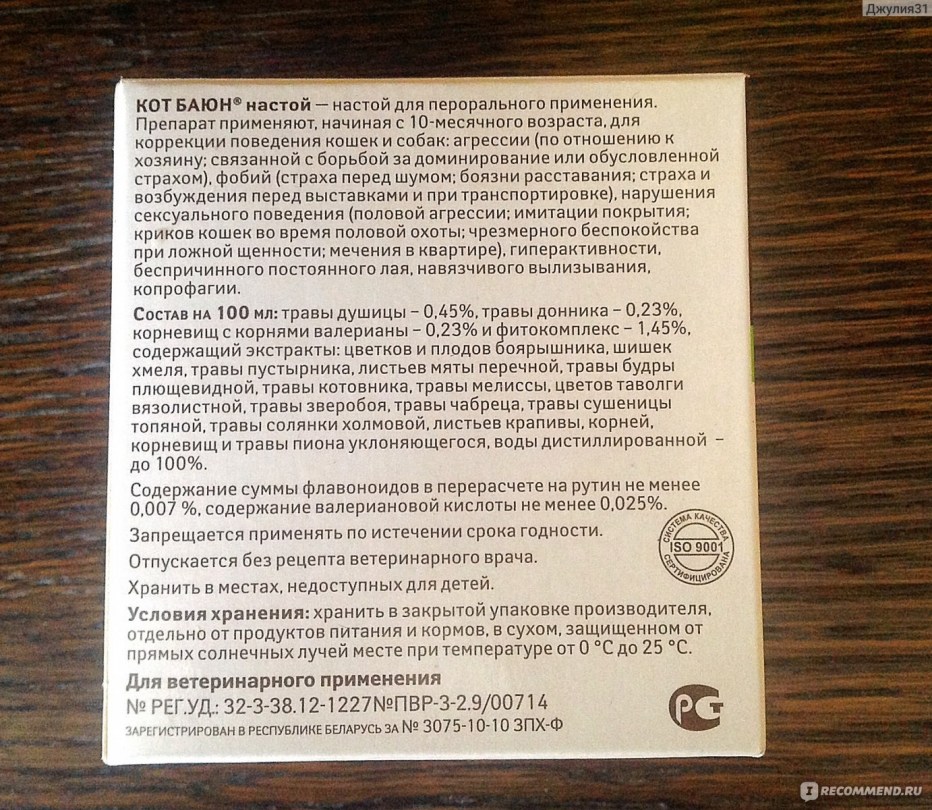 Джулия31
КОТ БАЮН® настой — настой для перорального применения.
Препарат применяют, начиная с 10-месячного возраста, для
коррекции поведения кошек и собак: агрессии (по отношению к
хозяину; связанной с борьбой за доминирование или обусловленной
страхом), фобий (страха перед шумом; боязни расставания; страха и
возбуждения перед выставками и при транспортировке), нарушения
сексуального поведения (половой агрессии; имитации покрытия;
криков кошек во время половой охоты; чрезмерного беспокойства
при ложной щенности; мечения в квартире), гиперактивности,
беспричинного постоянного лая, навязчивого вылизывания,
копрофагии.
Состав на 100 мл: травы душицы – 0,45%, травы донника – 0,23%,
корневищ с корнями валерианы – 0,23% и фитокомплекс – 1,45%,
содержащий экстракты: цветков и плодов боярышника, шишек
хмеля, травы пустырника, листьев мяты перечной, травы будры
плющевидной, травы котовника, травы мелиссы, цветов таволги
вязолистной, травы зверобоя, травы чабреца, травы сушеницы
топяной, травы солянки холмовой, листьев крапивы, корней,
корневищ и травы пиона уклоняющегося, воды дистиллированной –
до 100%.
Содержание суммы флавоноидов в перерасчете на рутин не менее
0,007 %, содержание валериановой кислоты не менее 0,025%.
Запрещается применять по истечении срока годности.
СИСТЕМА КАЧЕСТВА
ISO 9001
СЕРТИФИЦИРОВАНА
Отпускается без рецепта ветеринарного врача.
Хранить в местах, недоступных для детей.
Условия хранения: хранить в закрытой упаковке производителя,
отдельно от продуктов питания и кормов, в сухом, защищенном от
прямых солнечных лучей месте при температуре от 0 °С до 25 °С.
Для ветеринарного применения
№ РЕГ.УД.: 32-3-38.12-1227№ПВР-3-2.9/00714
ЗАРЕГИСТРИРОВАН В РЕСПУБЛИКЕ БЕЛАРУСЬ ЗА № 3075-10-10 ЗПХ-Ф
РСТ
IRECOMMEND.RU